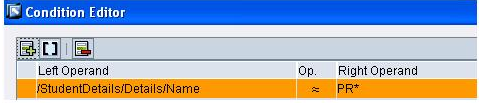 Condition Editor
Left Operand Op. Right Operand
/StudentDetails/Details/Name ≈ PR*